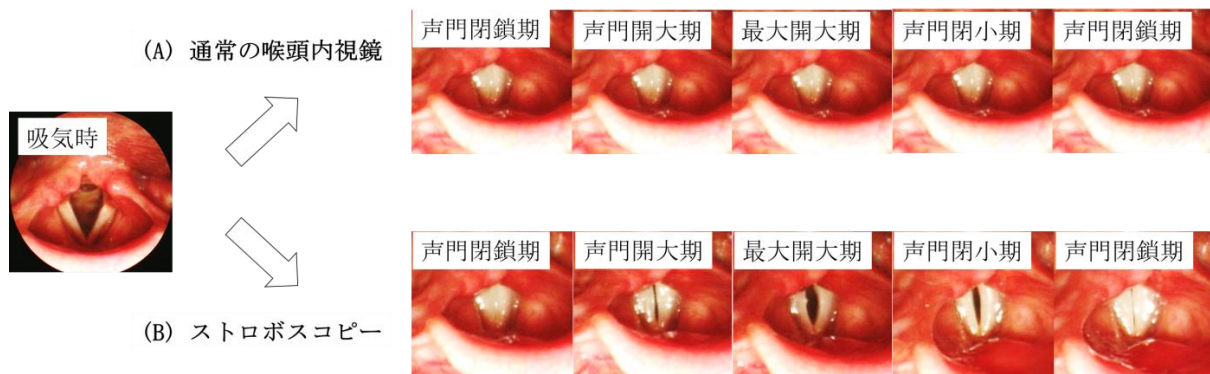 (A) 通常の喉頭内視鏡
声門閉鎖期
声門開大期
最大開大期
声門閉小期
声門閉鎖期
吸気時
(B) ストロボスコピー
声門閉鎖期
声門開大期
最大開大期
声門閉小期
声門閉鎖期